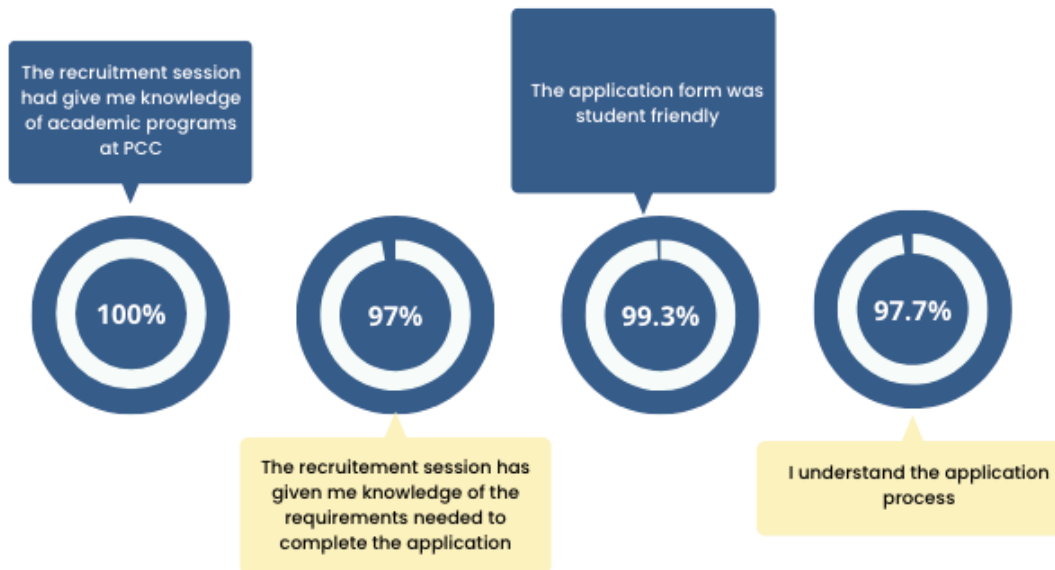 The recruitment session
had give me knowledge
of academic programs
at PCC
The application form was
student friendly
100%
97%
99.3%
97.7%
The recruitement session has
given me knowledge of the
requirements needed to
complete the application
I understand the application
process